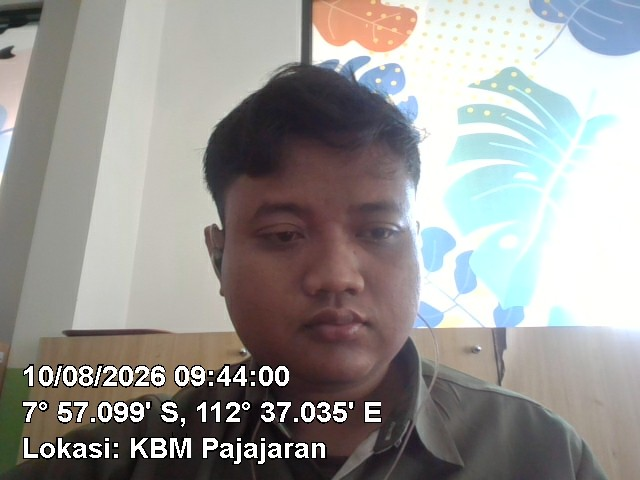 10/08/2026 09:44:00
7° 57.099' S, 112° 37.035' E
Lokasi: KBM Pajajaran